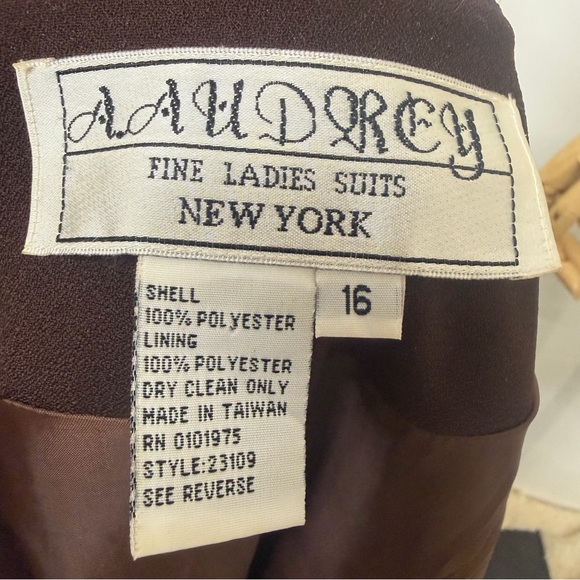 A.AUDREY
FINE LADIES SUITS
NEW YORK
16
SHELL
100% POLYESTER
LINING
100% POLYESTER
DRY CLEAN ONLY
MADE IN TAIWAN
RN 0101975
STYLE:23109
SEE REVERSE